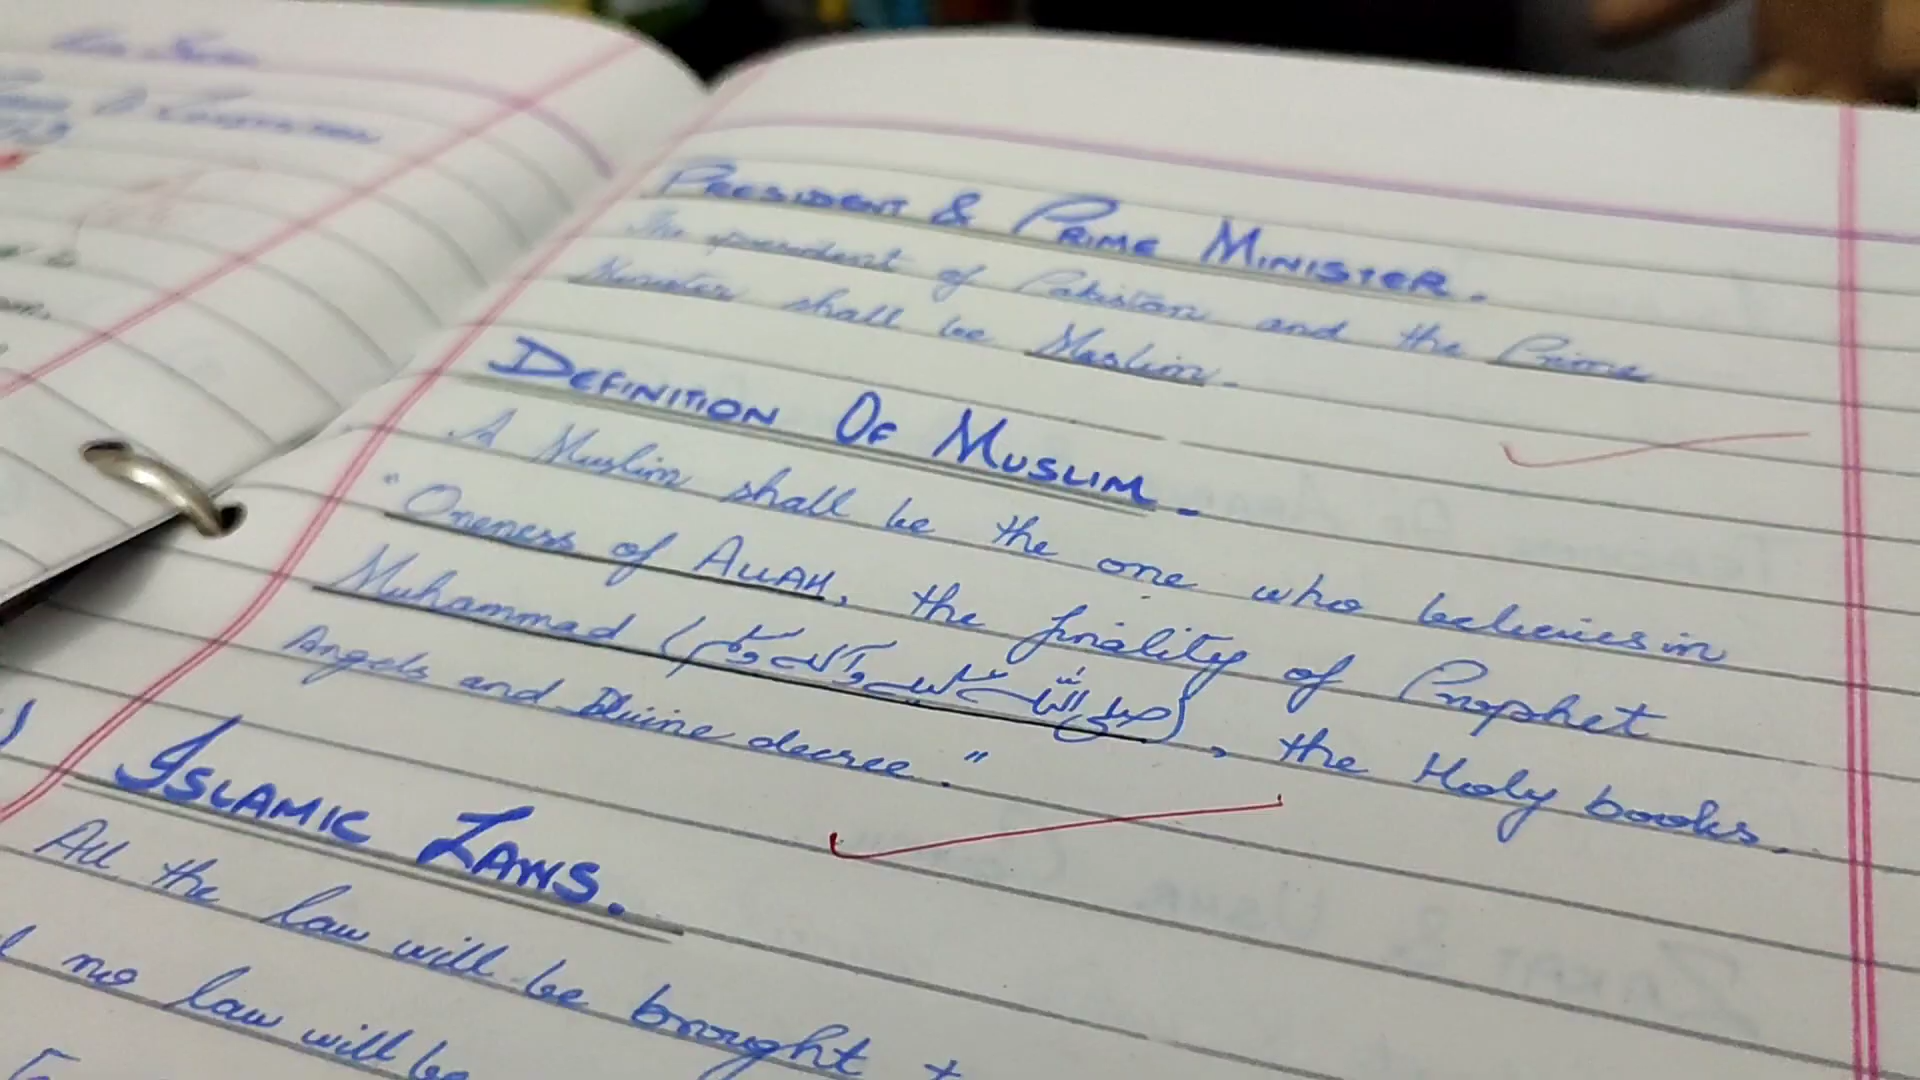 PRESIDENT & PRIME MINISTER.
The president of Pakistan and the Prime
Minister shall be Muslim.
DEFINITION OF MUSLIM.
A Muslim shall be the one who believes in
"Oneness of ALLAH, the finality of Prophet
Muhammad (صلی اللہ علیہ وآلہ وسلم), the Holy books.
Angels and Divine decree."
ISLAMIC LAWS.
All the law will be brought
no law will be